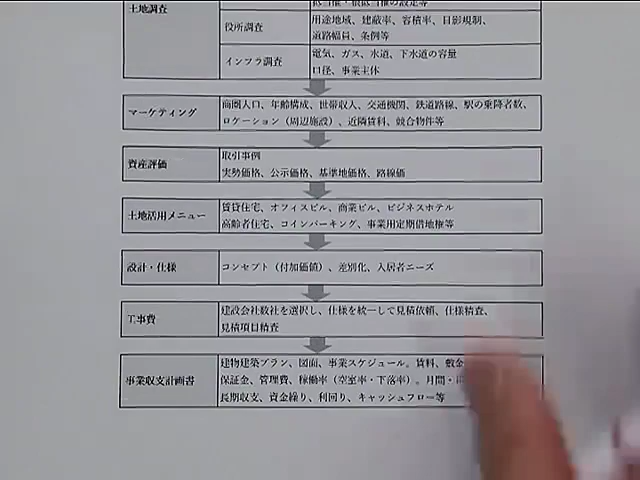 土地調査
抵当権・根抵当権の設定等
役所調査
用途地域、建蔽率、容積率、日影規制、
道路幅員、条例等
インフラ調査
電気、ガス、水道、下水道の容量
口径、事業主体
マーケティング
商圏人口、年齢構成、世帯収入、交通機関、鉄道路線、駅の乗降者数、
ロケーション（周辺施設）、近隣賃料、競合物件等
資産評価
取引事例
実勢価格、公示価格、基準地価格、路線価
土地活用メニュー
賃貸住宅、オフィスビル、商業ビル、ビジネスホテル
高齢者住宅、コインパーキング、事業用定期借地権等
設計・仕様
コンセプト（付加価値）、差別化、入居者ニーズ
工事費
建設会社数社を選択し、仕様を統一して見積依頼、仕様精査、
見積項目精査
事業収支計画書
建物建築プラン、図面、事業スケジュール。賃料、敷金
保証金、管理費、稼働率（空室率・下落率）。月間・
長期収支、資金繰り、利回り、キャッシュフロー等